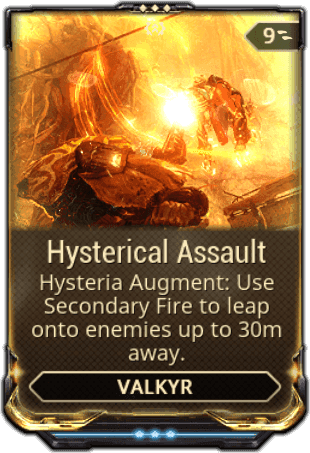 9
Hysterical Assault
Hysteria Augment: Use
Secondary Fire to leap
onto enemies up to 30m
away.
VALKYR